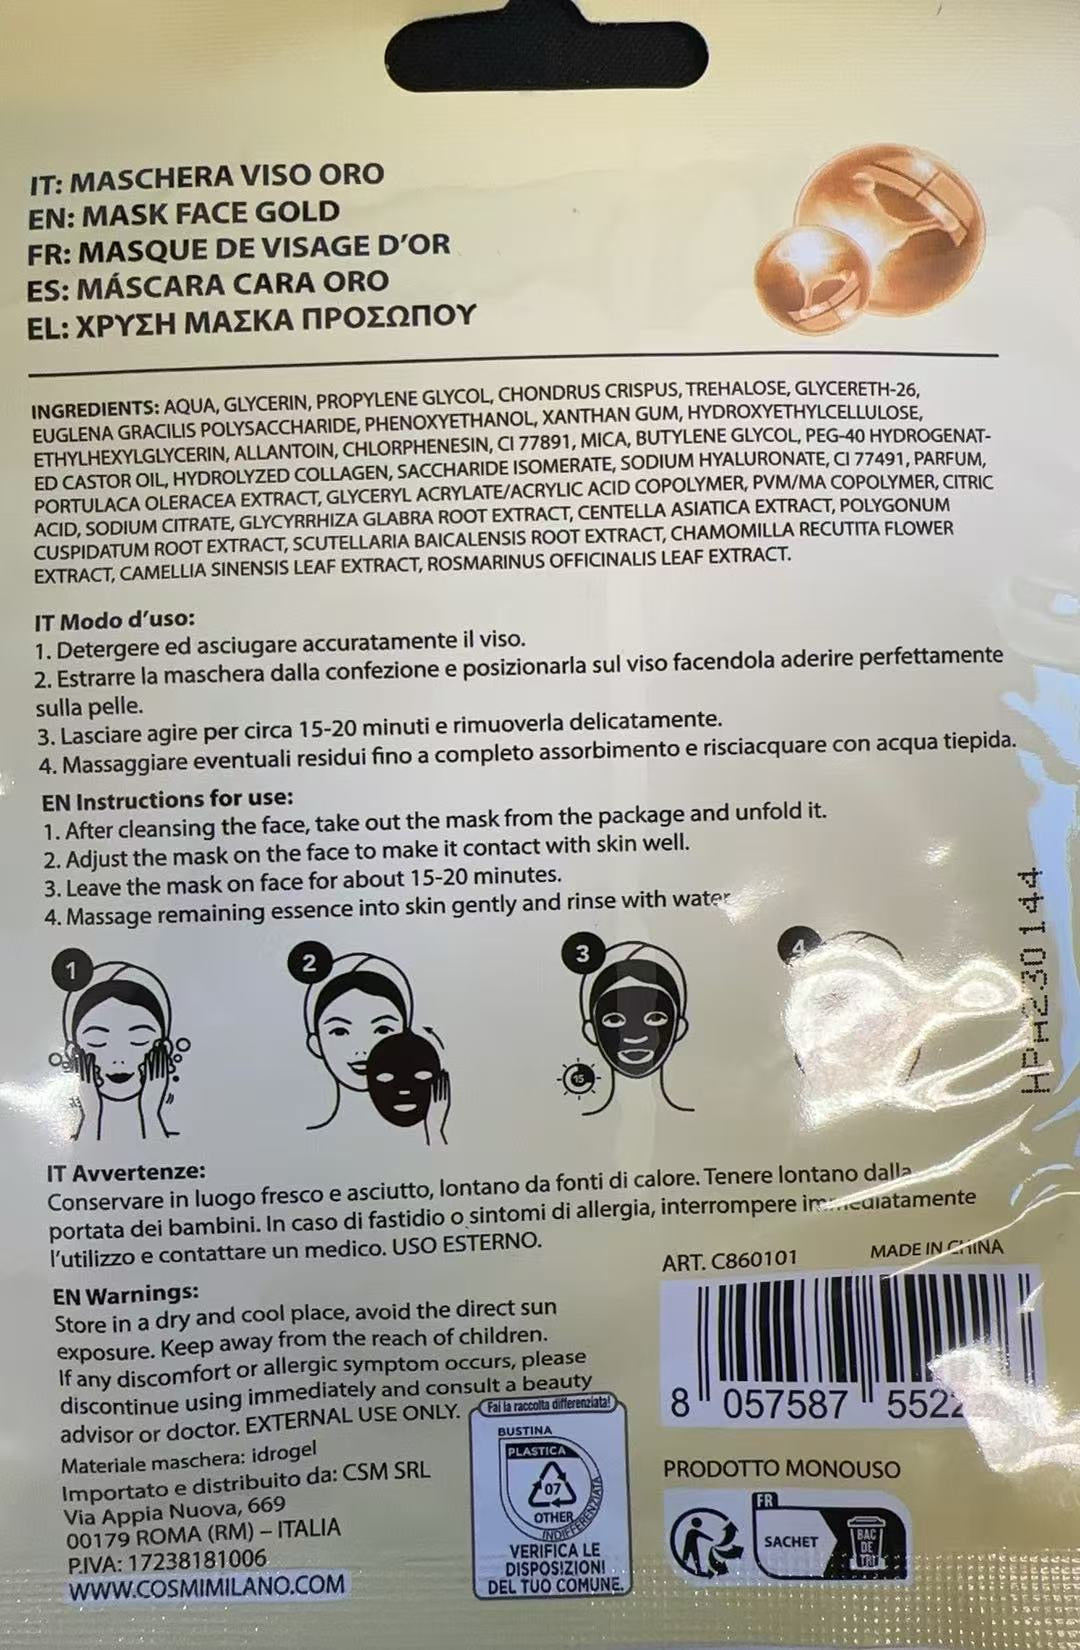 IT: MASCHERA VISO ORO
EN: MASK FACE GOLD
FR: MASQUE DE VISAGE D'OR
ES: MÁSCARA CARA ORO
EL: ΧΡΥΣΗ ΜΑΣΚΑ ΠΡΟΣΩΠΟΥ
INGREDIENTS: AQUA, GLYCERIN, PROPYLENE GLYCOL, CHONDRUS CRISPUS, TREHALOSE, GLYCERETH-26,
EUGLENA GRACILIS POLYSACCHARIDE, PHENOXYETHANOL, XANTHAN GUM, HYDROXYETHYLCELLULOSE,
ETHYLHEXYLGLYCERIN, ALLANTOIN, CHLORPHENESIN, CI 77891, MICA, BUTYLENE GLYCOL, PEG-40 HYDROGENAT-
ED CASTOR OIL, HYDROLYZED COLLAGEN, SACCHARIDE ISOMERATE, SODIUM HYALURONATE, CI 77491, PARFUM,
PORTULACA OLERACEA EXTRACT, GLYCERYL ACRYLATE/ACRYLIC ACID COPOLYMER, PVM/MA COPOLYMER, CITRIC
ACID, SODIUM CITRATE, GLYCYRRHIZA GLABRA ROOT EXTRACT, CENTELLA ASIATICA EXTRACT, POLYGONUM
CUSPIDATUM ROOT EXTRACT, SCUTELLARIA BAICALENSIS ROOT EXTRACT, CHAMOMILLA RECUTITA FLOWER
EXTRACT, CAMELLIA SINENSIS LEAF EXTRACT, ROSMARINUS OFFICINALIS LEAF EXTRACT.
IT Modo d'uso:
1. Detergere ed asciugare accuratamente il viso.
2. Estrarre la maschera dalla confezione e posizionarla sul viso facendola aderire perfettamente
sulla pelle.
3. Lasciare agire per circa 15-20 minuti e rimuoverla delicatamente.
4. Massaggiare eventuali residui fino a completo assorbimento e risciacquare con acqua tiepida.
EN Instructions for use:
1. After cleansing the face, take out the mask from the package and unfold it.
2. Adjust the mask on the face to make it contact with skin well.
3. Leave the mask on face for about 15-20 minutes.
4. Massage remaining essence into skin gently and rinse with water
1
2
3
4
15
HPH230144
IT Avvertenze:
Conservare in luogo fresco e asciutto, lontano da fonti di calore. Tenere lontano dalla
portata dei bambini. In caso di fastidio o sintomi di allergia, interrompere immediatamente
l'utilizzo e contattare un medico. USO ESTERNO.
ART. C860101
MADE IN CHINA
EN Warnings:
Store in a dry and cool place, avoid the direct sun
exposure. Keep away from the reach of children.
If any discomfort or allergic symptom occurs, please
discontinue using immediately and consult a beauty
advisor or doctor. EXTERNAL USE ONLY.
Materiale maschera: idrogel
Importato e distribuito da: CSM SRL
Via Appia Nuova, 669
00179 ROMA (RM) – ITALIA
P.IVA: 17238181006
WWW.COSMIMILANO.COM
Fai la raccolta differenziata!
BUSTINA
PLASTICA
07
OTHER
INDIFFERENZIATA
VERIFICA LE
DISPOSIZIONI
DEL TUO COMUNE.
8 057587 5522
PRODOTTO MONOUSO
FR
SACHET
BAC
DE
TRI